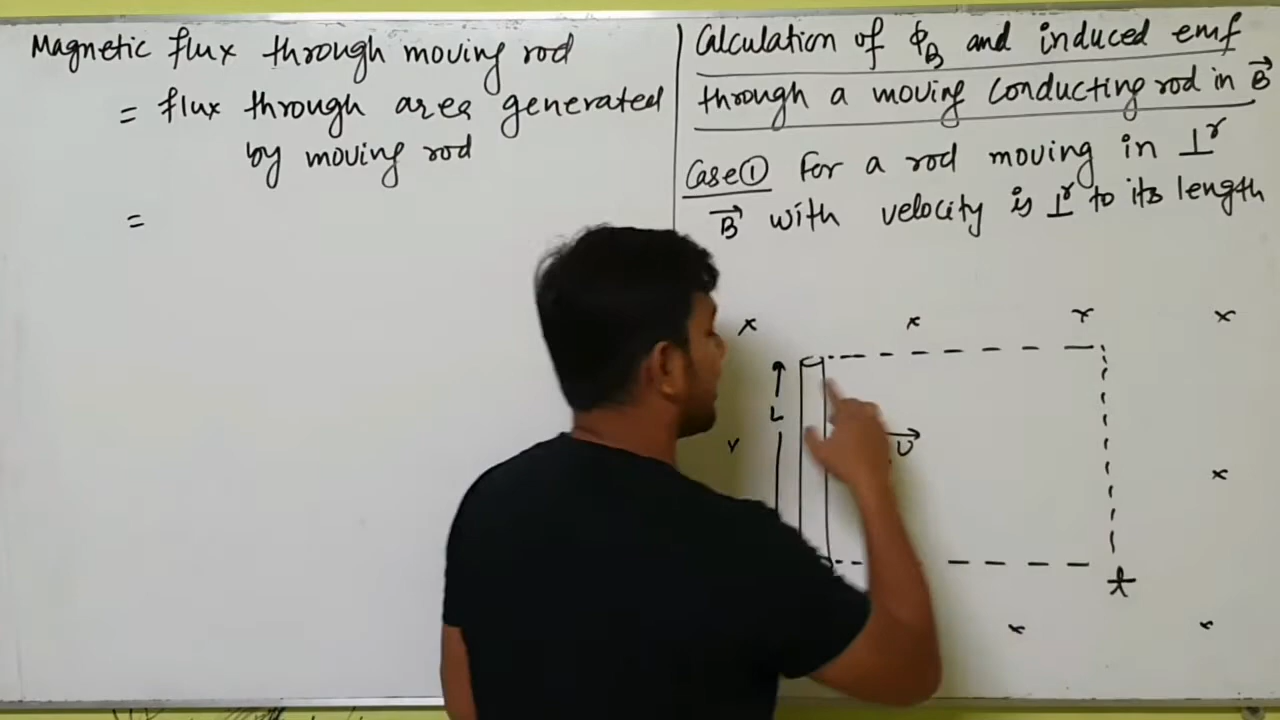 Magnetic flux through moving rod
= flux through area generated
by moving rod
=
Calculation of ϕ_B and induced emf
through a moving conducting rod in B⃗
Case① For a rod moving in ⊥ʳ
B⃗ with velocity is ⊥ʳ to its length
x x x x
L
x υ
x
t
x x